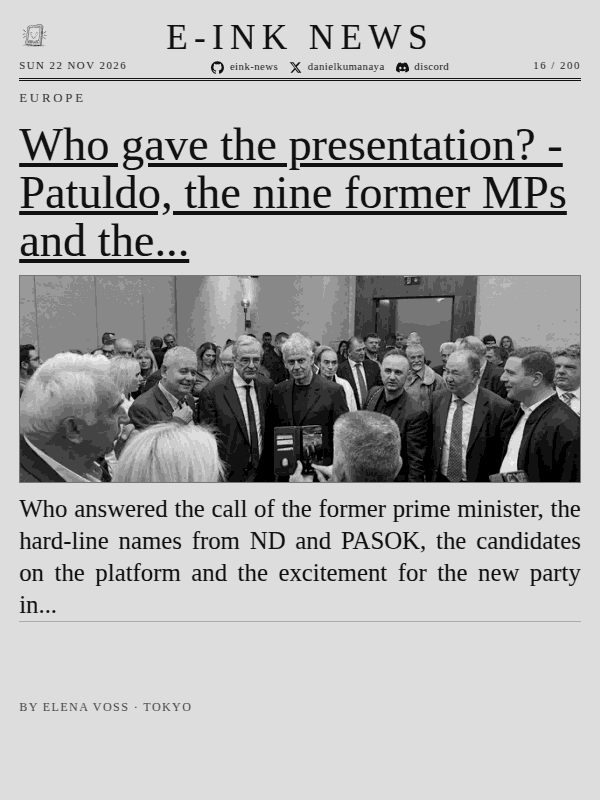 E-INK NEWS
SUN 22 NOV 2026
eink-news danielkumanaya discord
16 / 200
EUROPE
Who gave the presentation? -
Patuldo, the nine former MPs
and the...
Who answered the call of the former prime minister, the
hard-line names from ND and PASOK, the candidates
on the platform and the excitement for the new party
in...
BY ELENA VOSS · TOKYO